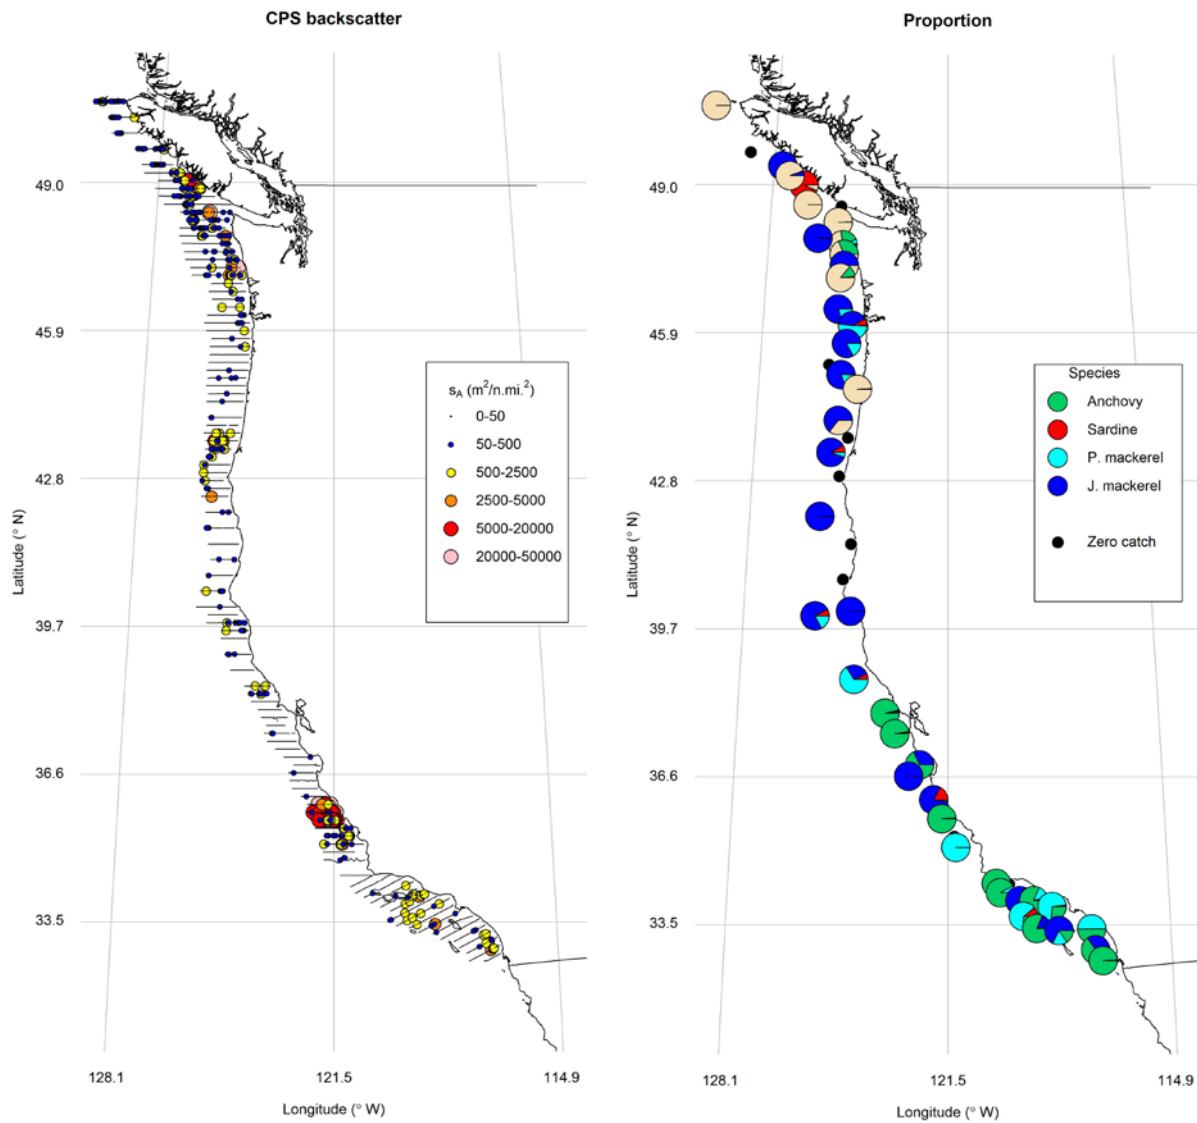 CPS backscatter
49.0
45.9
42.8
39.7
36.6
33.5
Latitude (° N)
128.1
121.5
114.9
Longitude (° W)
s_A (m²/n.mi.²)
0-50
50-500
500-2500
2500-5000
5000-20000
20000-50000
Proportion
49.0
45.9
42.8
39.7
36.6
33.5
Latitude (° N)
128.1
121.5
114.9
Longitude (° W)
Species
Anchovy
Sardine
P. mackerel
J. mackerel
Zero catch